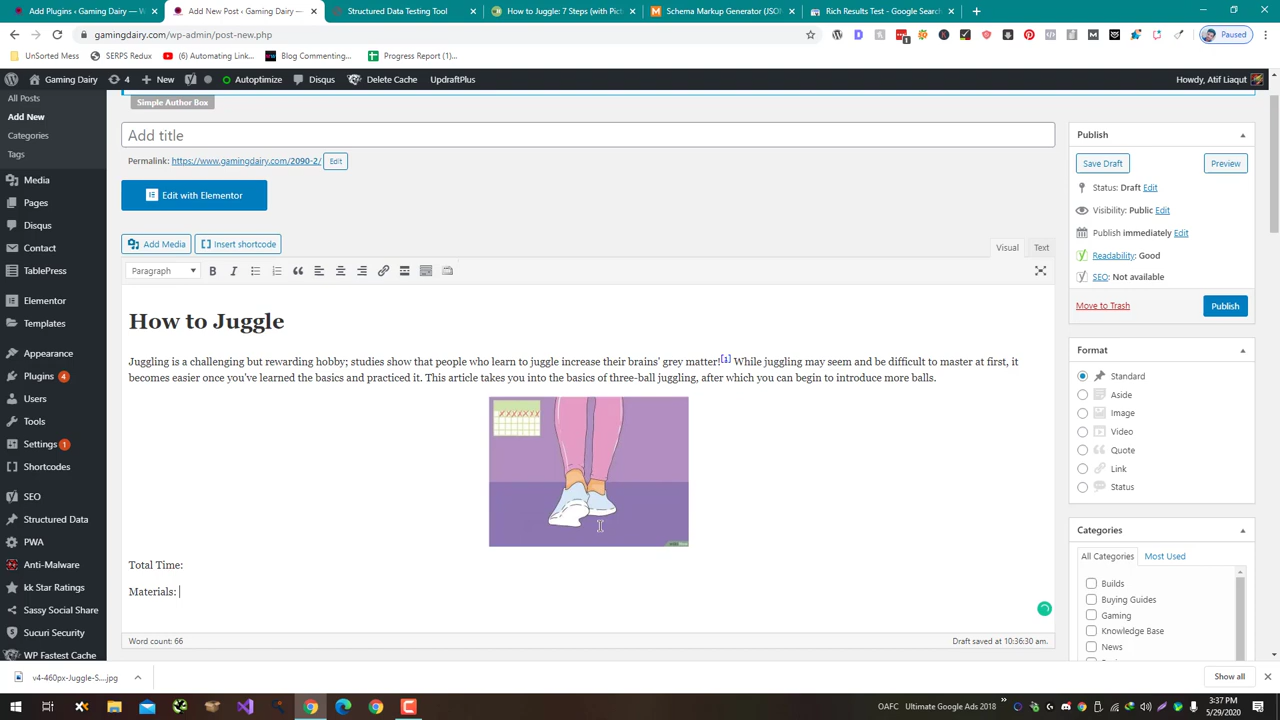 Add Plugins ‹ Gaming Dairy — W
Add New Post ‹ Gaming Dairy —
Structured Data Testing Tool
How to Juggle: 7 Steps (with Pict
Schema Markup Generator (JSON
Rich Results Test - Google Search
gamingdairy.com/wp-admin/post-new.php
Paused
UnSorted Mess
SERPS Redux
(6) Automating Link...
Blog Commenting...
Progress Report (1)...
Gaming Dairy
4
New
Autoptimize
Disqus
Delete Cache
UpdraftPlus
Howdy, Atif Liaqut
All Posts
Add New
Categories
Tags
Media
Pages
Disqus
Contact
TablePress
Elementor
Templates
Appearance
Plugins 4
Users
Tools
Settings 1
Shortcodes
SEO
Structured Data
PWA
Anti-Malware
kk Star Ratings
Sassy Social Share
Sucuri Security
WP Fastest Cache
Simple Author Box
Add title
Permalink: https://www.gamingdairy.com/2090-2/ Edit
Edit with Elementor
Add Media
Insert shortcode
Visual
Text
Paragraph
B I
How to Juggle
Juggling is a challenging but rewarding hobby; studies show that people who learn to juggle increase their brains' grey matter![1] While juggling may seem and be difficult to master at first, it
becomes easier once you've learned the basics and practiced it. This article takes you into the basics of three-ball juggling, after which you can begin to introduce more balls.
Total Time:
Materials:
Word count: 66
Draft saved at 10:36:30 am.
Publish
Save Draft
Preview
Status: Draft Edit
Visibility: Public Edit
Publish immediately Edit
Readability: Good
SEO: Not available
Move to Trash
Publish
Format
Standard
Aside
Image
Video
Quote
Link
Status
Categories
All Categories
Most Used
Builds
Buying Guides
Gaming
Knowledge Base
News
v4-460px-Juggle-S....jpg
Show all
OAFC
Ultimate Google Ads 2018
3:37 PM
5/29/2020